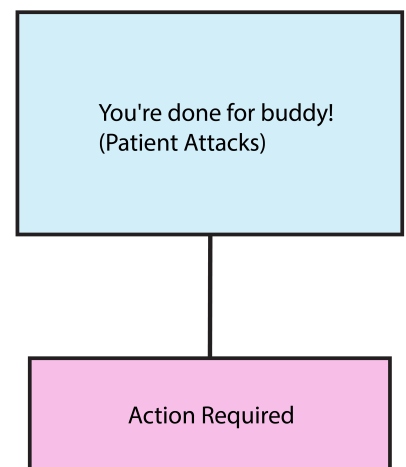 You're done for buddy!
(Patient Attacks)
Action Required